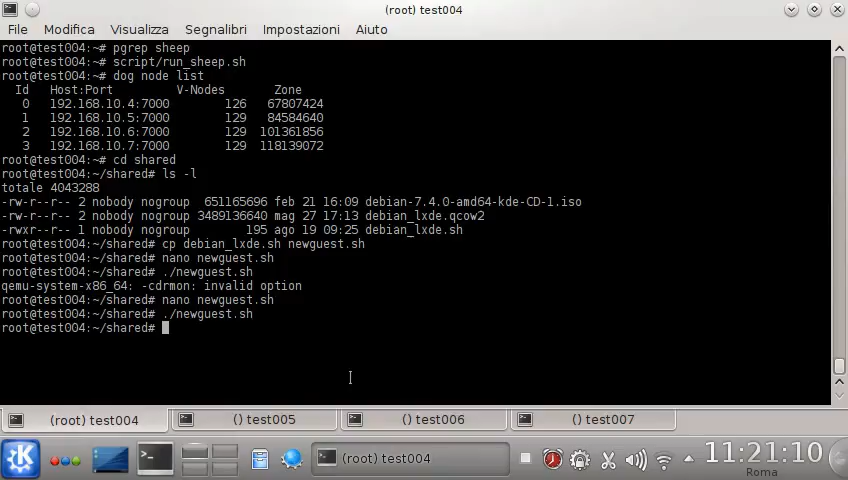 (root) test004
File Modifica Visualizza Segnalibri Impostazioni Aiuto
root@test004:~# pgrep sheep
root@test004:~# script/run_sheep.sh
root@test004:~# dog node list
Id Host:Port V-Nodes Zone
0 192.168.10.4:7000 126 67807424
1 192.168.10.5:7000 129 84584640
2 192.168.10.6:7000 129 101361856
3 192.168.10.7:7000 129 118139072
root@test004:~# cd shared
root@test004:~/shared# ls -l
totale 4043288
-rw-r--r-- 2 nobody nogroup 651165696 feb 21 16:09 debian-7.4.0-amd64-kde-CD-1.iso
-rw-r--r-- 2 nobody nogroup 3489136640 mag 27 17:13 debian_lxde.qcow2
-rwxr--r-- 1 nobody nogroup 195 ago 19 09:25 debian_lxde.sh
root@test004:~/shared# cp debian_lxde.sh newguest.sh
root@test004:~/shared# nano newguest.sh
root@test004:~/shared# ./newguest.sh
qemu-system-x86_64: -cdrmon: invalid option
root@test004:~/shared# nano newguest.sh
root@test004:~/shared# ./newguest.sh
root@test004:~/shared#
(root) test004 () test005 () test006 () test007
(root) test004 11:21:10
Roma